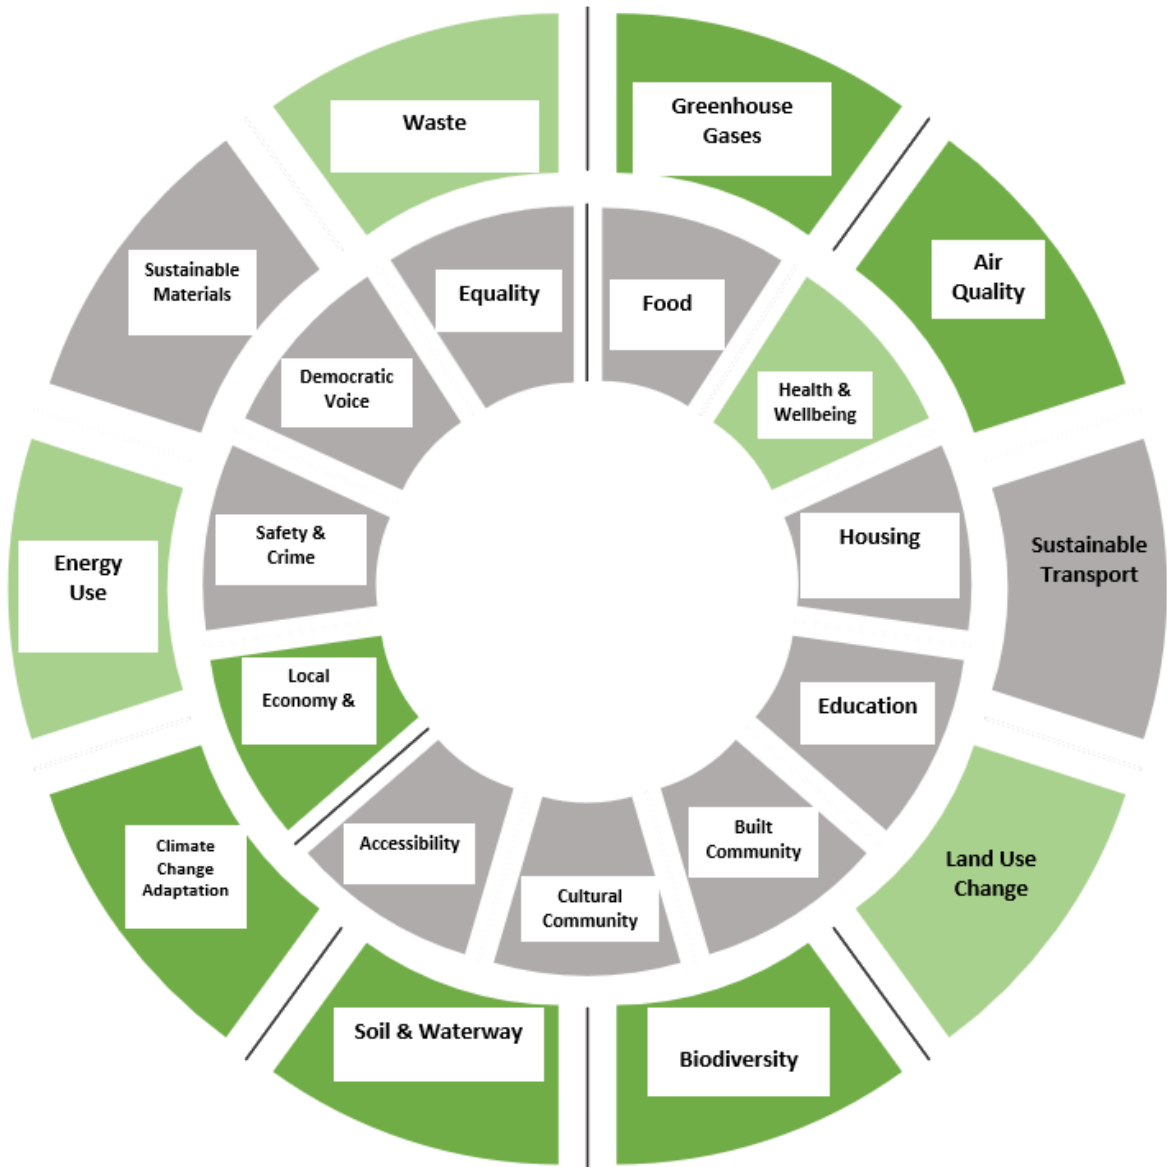 Greenhouse
Gases
Air
Quality
Sustainable
Transport
Land Use
Change
Biodiversity
Soil & Waterway
Climate
Change
Adaptation
Energy
Use
Sustainable
Materials
Waste
Food
Health &
Wellbeing
Housing
Education
Built
Community
Cultural
Community
Accessibility
Local
Economy &
Safety &
Crime
Democratic
Voice
Equality